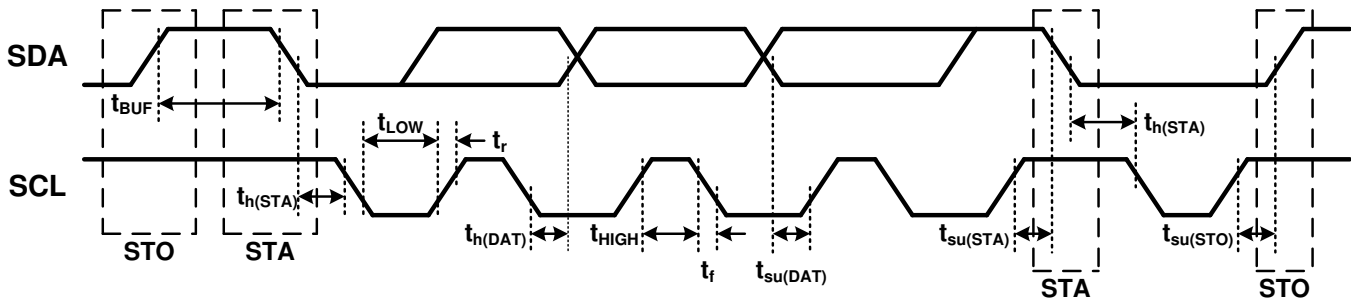 SDA
t_BUF
t_LOW
t_r
t_h(STA)
SCL
t_h(STA)
t_h(DAT)
t_HIGH
t_f
t_su(DAT)
t_su(STA)
t_su(STO)
STO
STA
STA
STO